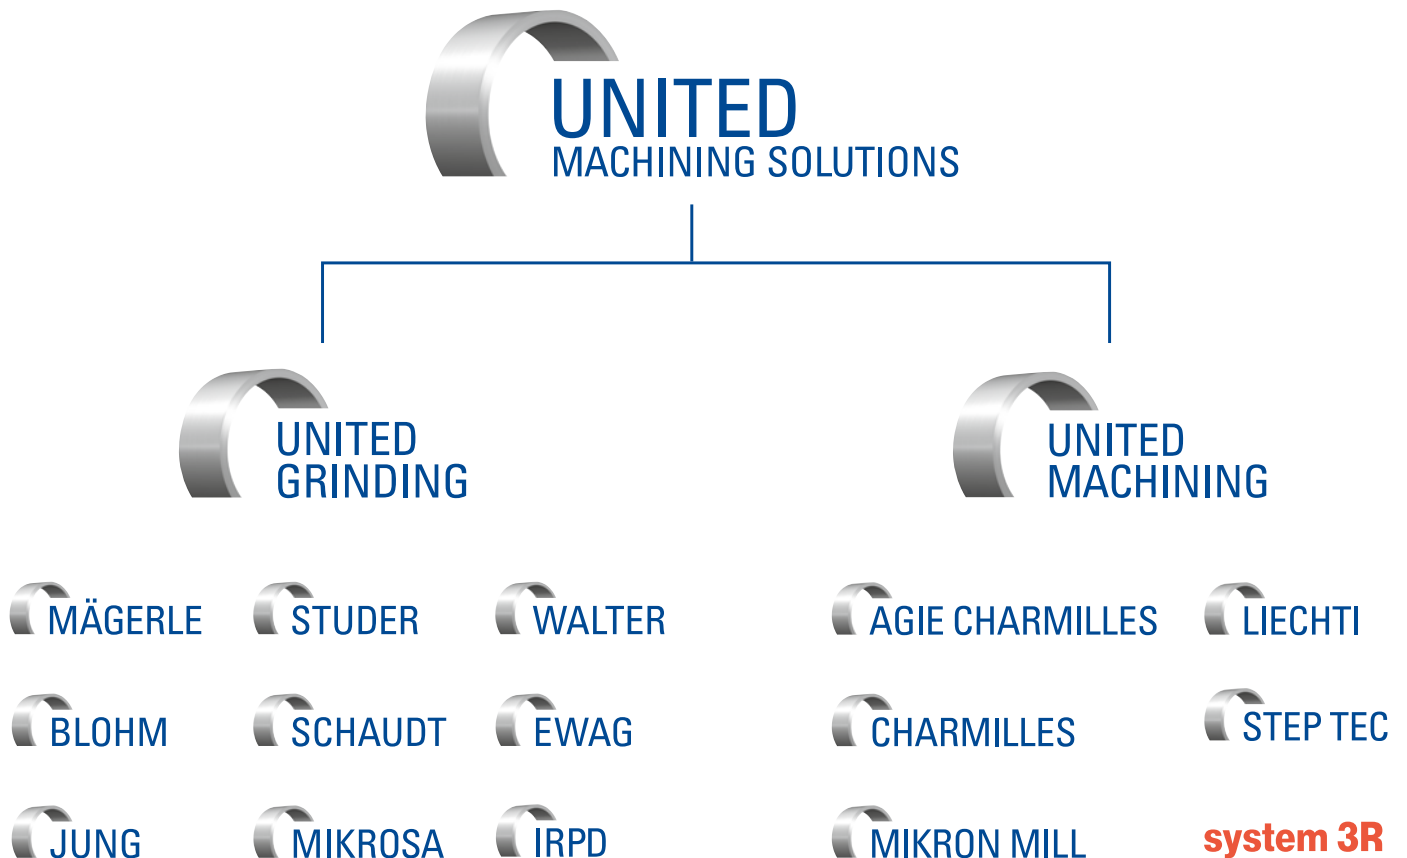 UNITED
MACHINING SOLUTIONS
UNITED
GRINDING
UNITED
MACHINING
MÄGERLE
STUDER
WALTER
AGIE CHARMILLES
LIECHTI
BLOHM
SCHAUDT
EWAG
CHARMILLES
STEP TEC
JUNG
MIKROSA
IRPD
MIKRON MILL
system 3R